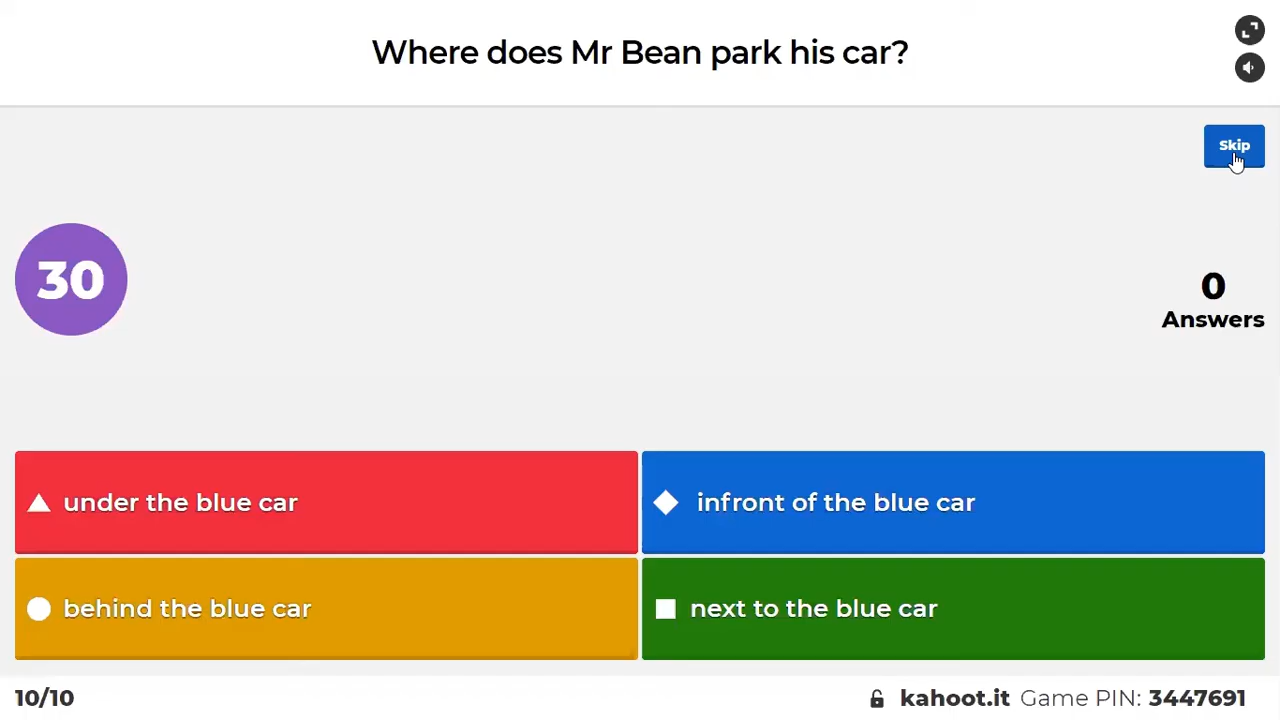 Where does Mr Bean park his car?
Skip
30
0
Answers
under the blue car
infront of the blue car
behind the blue car
next to the blue car
10/10
kahoot.it Game PIN: 3447691